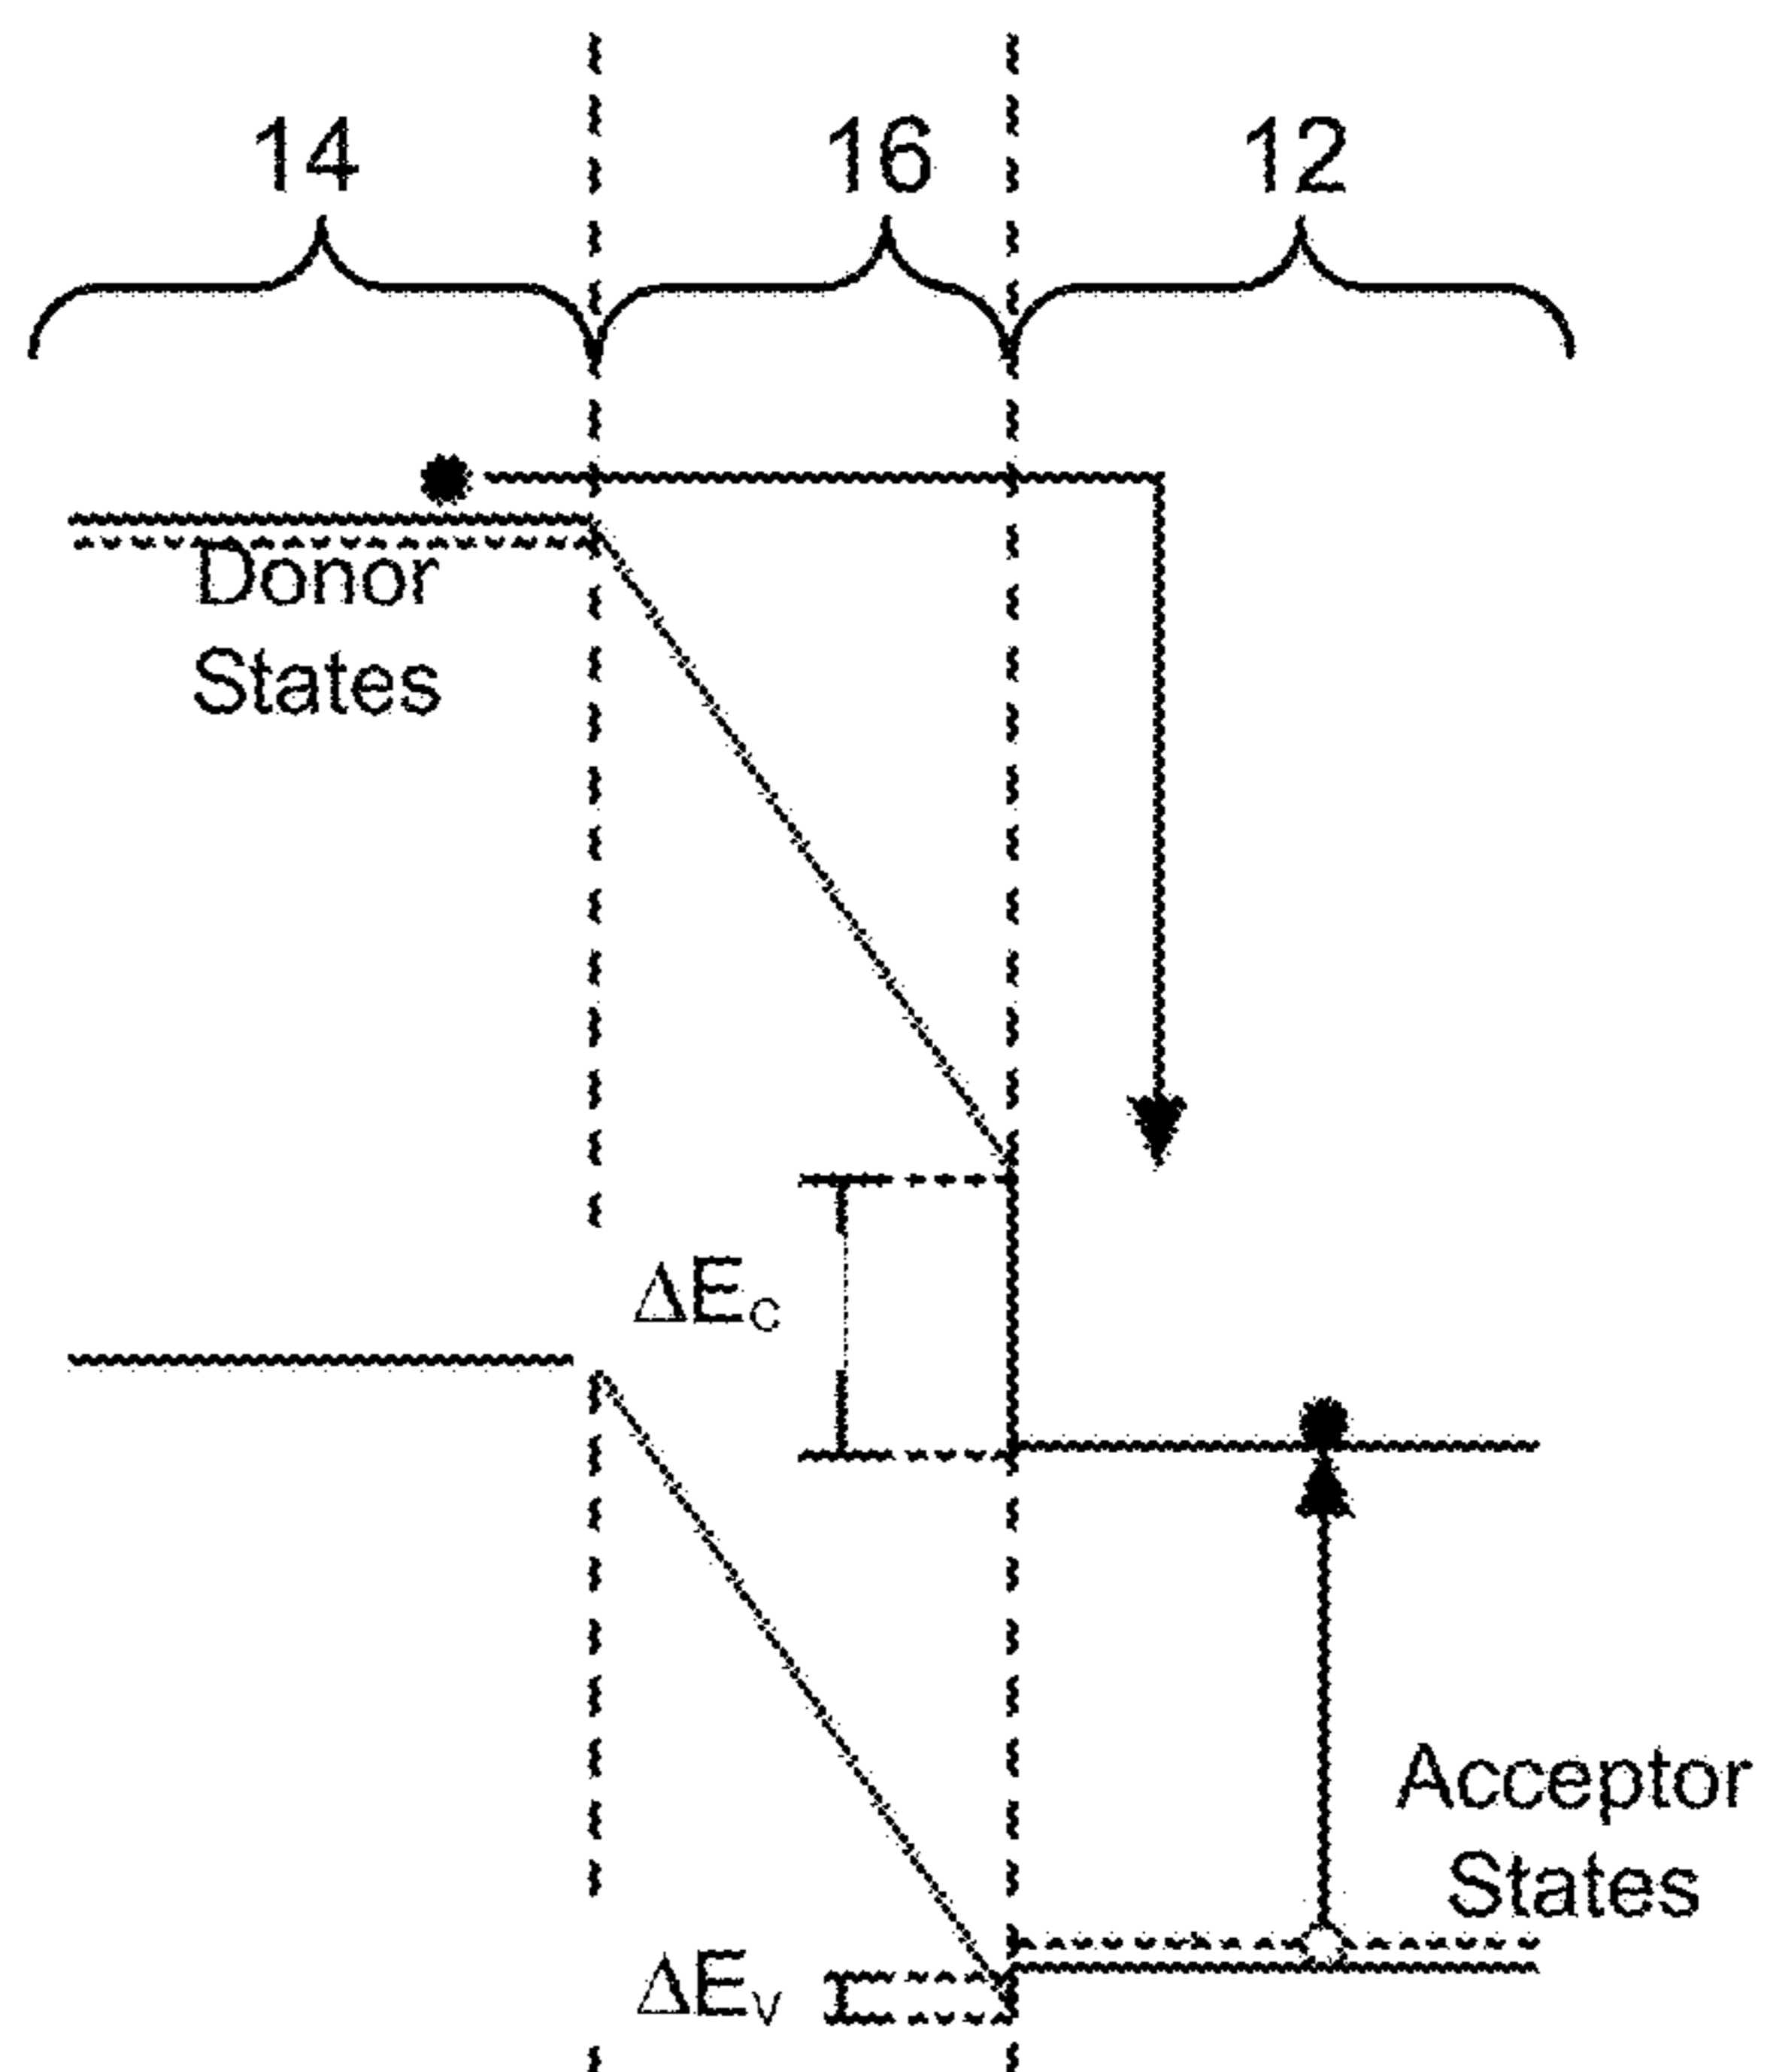 14
16
12
Donor
States
ΔEC
Acceptor
States
ΔEV